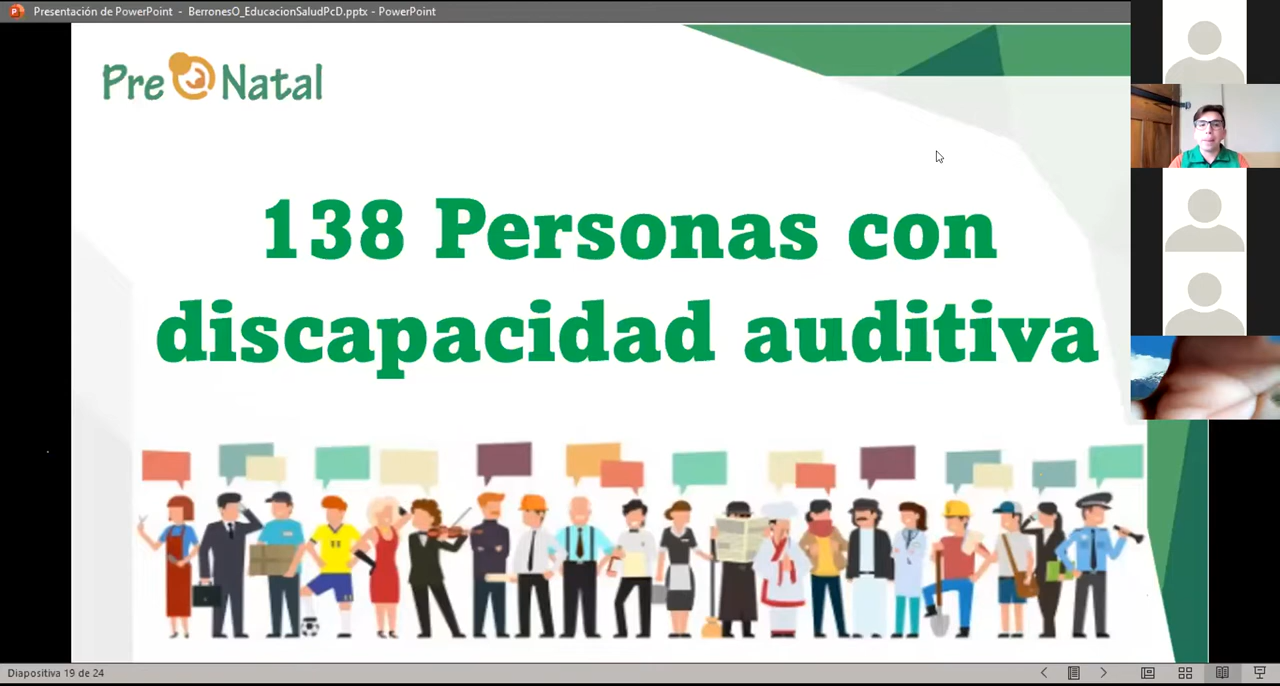 Presentación de PowerPoint - BerronesO_EducacionSaludPcD.pptx - PowerPoint
Pre Natal
138 Personas con
discapacidad auditiva
Diapositiva 19 de 24